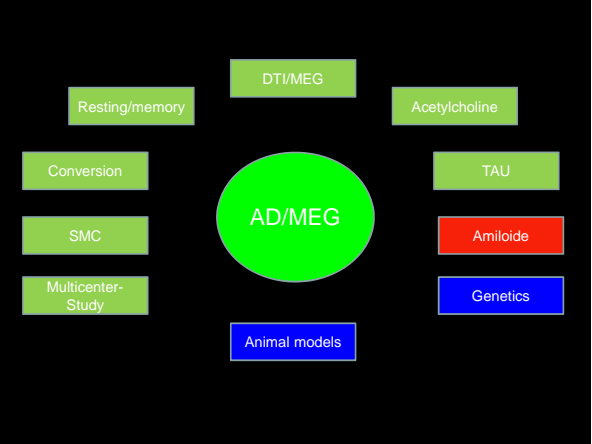 DTI/MEG
Resting/memory
Acetylcholine
Conversion
TAU
AD/MEG
SMC
Amiloide
Multicenter-
Study
Genetics
Animal models